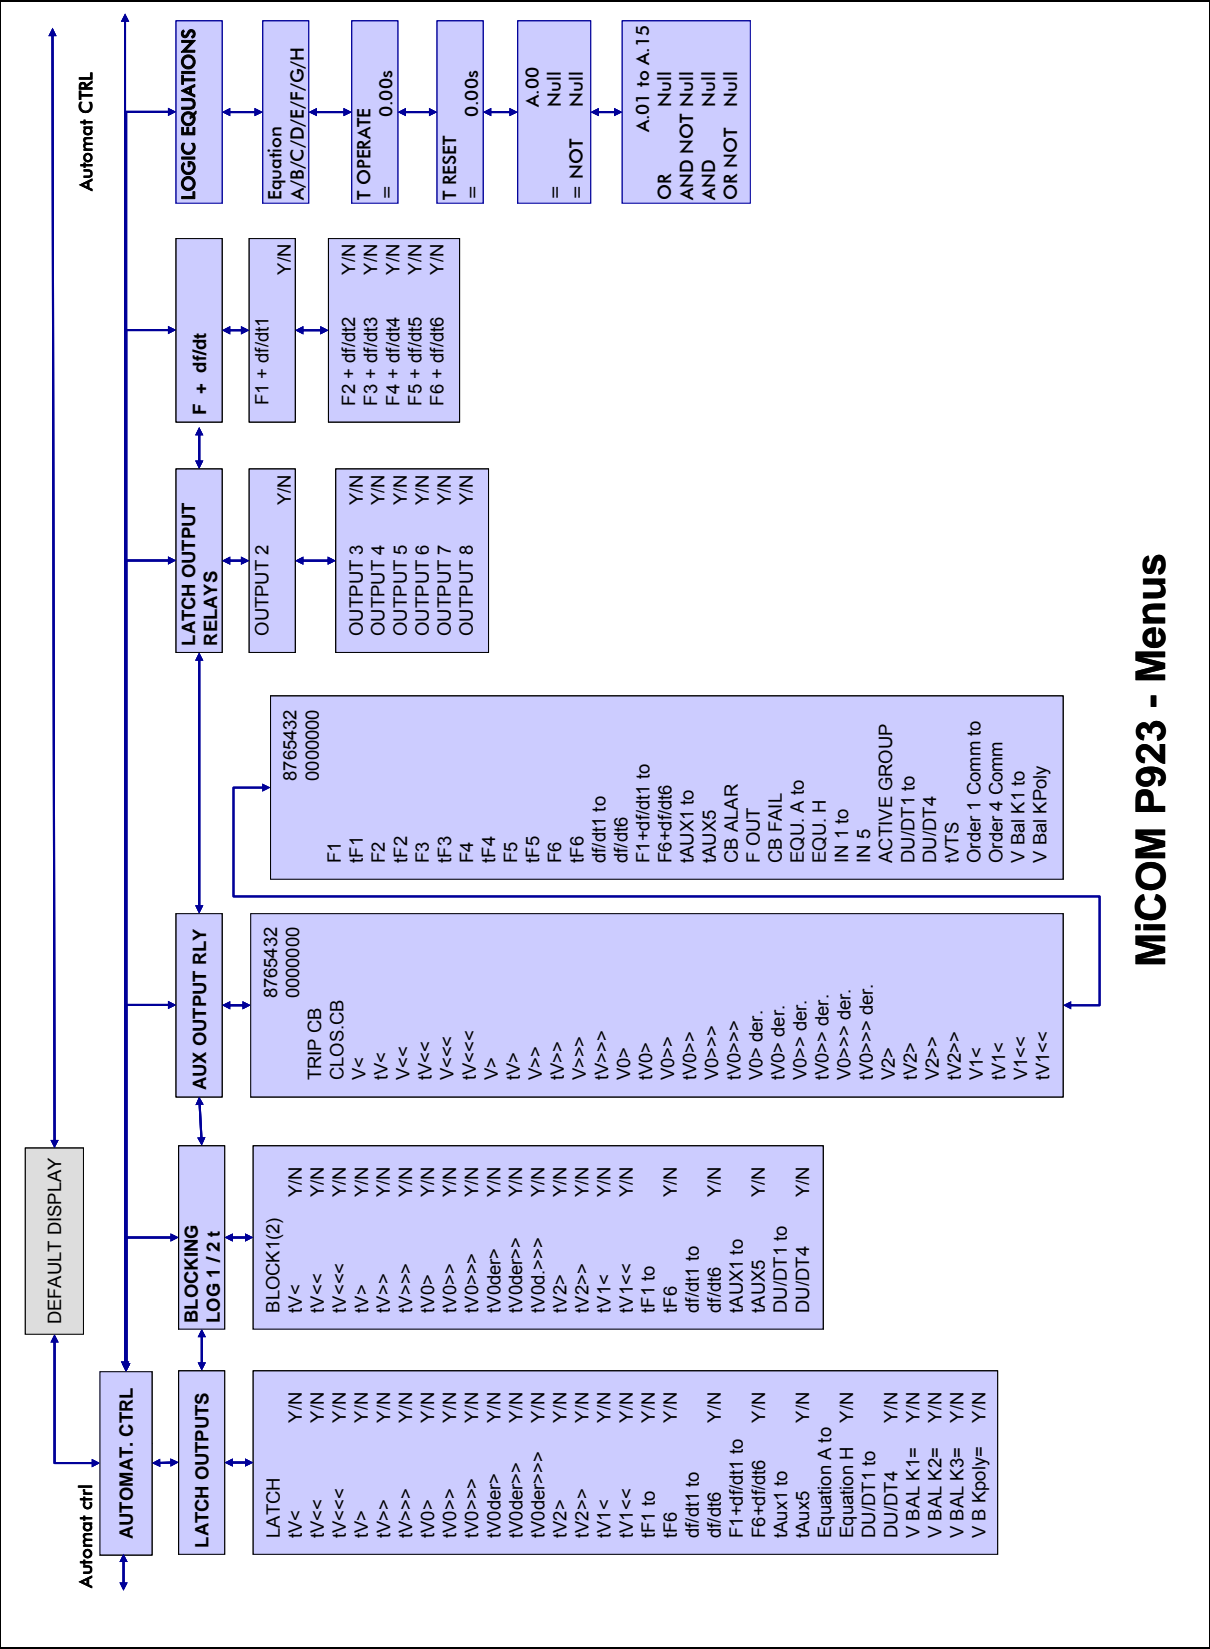 DEFAULT DISPLAY
Automat ctrl
Automat CTRL
AUTOMAT. CTRL
LATCH OUTPUTS
LATCH
tV< Y/N
tV<< Y/N
tV<<< Y/N
tV> Y/N
tV>> Y/N
tV>>> Y/N
tV0> Y/N
tV0>> Y/N
tV0>>> Y/N
tV0der> Y/N
tV0der>> Y/N
tV0der>>> Y/N
tV2> Y/N
tV2>> Y/N
tV1< Y/N
tV1<< Y/N
tF1 to Y/N
tF6 Y/N
df/dt1 to
df/dt6 Y/N
F1+df/dt1 to
F6+df/dt6 Y/N
tAux1 to
tAux5 Y/N
Equation A to
Equation H Y/N
DU/DT1 to
DU/DT4 Y/N
V BAL K1= Y/N
V BAL K2= Y/N
V BAL K3= Y/N
V B Kpoly= Y/N
BLOCKING
LOG 1 / 2 t
BLOCK1(2)
tV< Y/N
tV<< Y/N
tV<<< Y/N
tV> Y/N
tV>> Y/N
tV>>> Y/N
tV0> Y/N
tV0>> Y/N
tV0>>> Y/N
tV0der> Y/N
tV0der>> Y/N
tV0d.>>> Y/N
tV2> Y/N
tV2>> Y/N
tV1< Y/N
tV1<< Y/N
tF1 to
tF6 Y/N
df/dt1 to
df/dt6 Y/N
tAUX1 to
tAUX5 Y/N
DU/DT1 to
DU/DT4 Y/N
AUX OUTPUT RLY
8765432
0000000
TRIP CB
CLOS.CB
V<
tV<
V<<
tV<<
V<<<
tV<<<
V>
tV>
V>>
tV>>
V>>>
tV>>>
V0>
tV0>
V0>>
tV0>>
V0>>>
tV0>>>
V0> der.
tV0> der.
V0>> der.
tV0>> der.
V0>>> der.
tV0>>> der.
V2>
tV2>
V2>>
tV2>>
V1<
tV1<
V1<<
tV1<<
8765432
0000000
F1
tF1
F2
tF2
F3
tF3
F4
tF4
F5
tF5
F6
tF6
df/dt1 to
df/dt6
F1+df/dt1 to
F6+df/dt6
tAUX1 to
tAUX5
CB ALAR
F OUT
CB FAIL
EQU. A to
EQU. H
IN 1 to
IN 5
ACTIVE GROUP
DU/DT1 to
DU/DT4
tVTS
Order 1 Comm to
Order 4 Comm
V Bal K1 to
V Bal KPoly
LATCH OUTPUT
RELAYS
OUTPUT 2
Y/N
OUTPUT 3 Y/N
OUTPUT 4 Y/N
OUTPUT 5 Y/N
OUTPUT 6 Y/N
OUTPUT 7 Y/N
OUTPUT 8 Y/N
F + df/dt
F1 + df/dt1
Y/N
F2 + df/dt2 Y/N
F3 + df/dt3 Y/N
F4 + df/dt4 Y/N
F5 + df/dt5 Y/N
F6 + df/dt6 Y/N
LOGIC EQUATIONS
Equation
A/B/C/D/E/F/G/H
T OPERATE
= 0.00s
T RESET
= 0.00s
A.00
= Null
= NOT Null
A.01 to A.15
OR Null
AND NOT Null
AND Null
OR NOT Null
MiCOM P923 - Menus